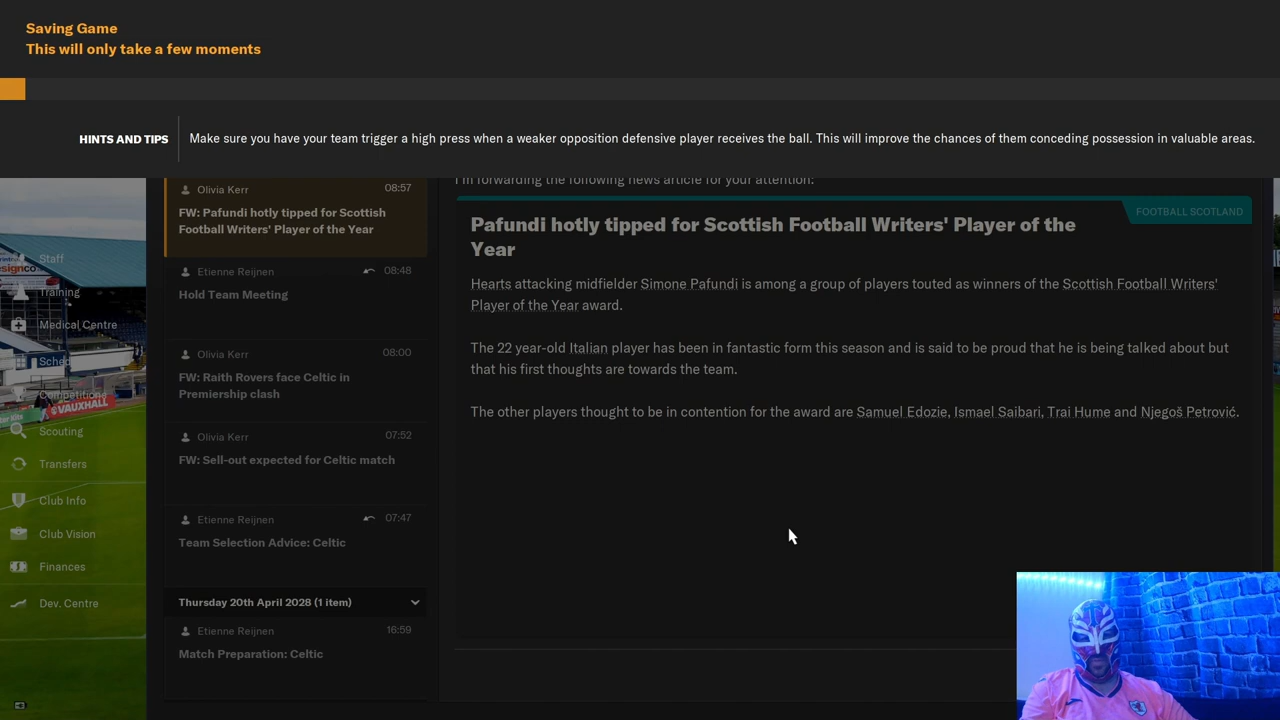 Saving Game
This will only take a few moments
HINTS AND TIPS
Make sure you have your team trigger a high press when a weaker opposition defensive player receives the ball. This will improve the chances of them conceding possession in valuable areas.
Staff
Training
Medical Centre
Sched
Competitions
Scouting
Transfers
Club Info
Club Vision
Finances
Dev. Centre
VAUXHALL
Olivia Kerr 08:57
FW: Pafundi hotly tipped for Scottish
Football Writers' Player of the Year
Etienne Reijnen 08:48
Hold Team Meeting
Olivia Kerr 08:00
FW: Raith Rovers face Celtic in
Premiership clash
Olivia Kerr 07:52
FW: Sell-out expected for Celtic match
Etienne Reijnen 07:47
Team Selection Advice: Celtic
Thursday 20th April 2028 (1 item)
Etienne Reijnen 16:59
Match Preparation: Celtic
I'm forwarding the following news article for your attention:
FOOTBALL SCOTLAND
Pafundi hotly tipped for Scottish Football Writers' Player of the
Year
Hearts attacking midfielder Simone Pafundi is among a group of players touted as winners of the Scottish Football Writers'
Player of the Year award.
The 22 year-old Italian player has been in fantastic form this season and is said to be proud that he is being talked about but
that his first thoughts are towards the team.
The other players thought to be in contention for the award are Samuel Edozie, Ismael Saibari, Trai Hume and Njegoš Petrović.